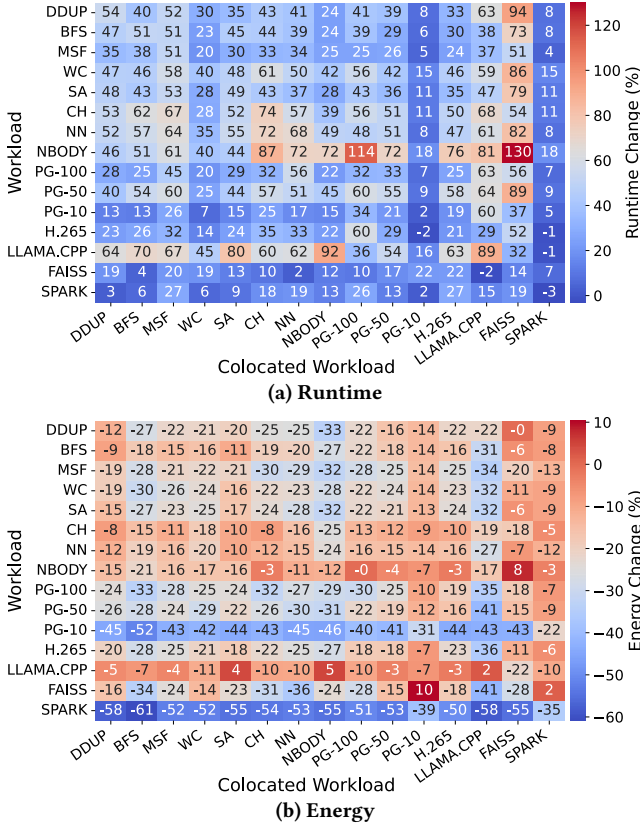 DDUP 54 40 52 30 35 43 41 24 41 39 8 33 63 94 8
BFS 47 51 51 23 45 44 39 24 39 29 6 30 38 73 8
MSF 35 38 51 20 30 33 34 25 25 26 5 24 37 51 4
WC 47 46 58 40 48 61 50 42 56 42 15 46 59 86 15
SA 48 43 53 28 49 43 37 28 43 36 11 35 47 79 11
CH 53 62 67 28 52 74 57 39 56 51 11 50 68 54 11
NN 52 57 64 35 55 72 68 49 48 51 8 47 61 82 8
NBODY 46 51 61 40 44 87 72 72 114 72 18 76 81 130 18
PG-100 28 25 45 20 29 32 56 22 32 33 7 25 63 56 7
PG-50 40 54 60 25 44 57 51 45 60 55 9 58 64 89 9
PG-10 13 13 26 7 15 25 17 15 34 21 2 19 60 37 5
H.265 23 26 32 14 24 35 33 22 60 29 -2 21 29 52 -1
LLAMA.CPP 64 70 67 45 80 60 62 92 36 54 16 63 89 32 -1
FAISS 19 4 20 19 13 10 2 12 10 17 22 22 -2 14 7
SPARK 3 6 27 6 9 18 19 13 26 13 2 27 15 19 -3
DDUP BFS MSF WC SA CH NN NBODY PG-100 PG-50 PG-10 H.265 LLAMA.CPP FAISS SPARK
Workload
Colocated Workload
120
100
80
60
40
20
0
Runtime Change (%)
(a) Runtime
DDUP -12 -27 -22 -21 -20 -25 -25 -33 -22 -16 -14 -22 -22 -0 -9
BFS -9 -18 -15 -16 -11 -19 -20 -27 -22 -18 -14 -16 -31 -6 -8
MSF -19 -28 -21 -22 -21 -30 -29 -32 -28 -25 -14 -25 -34 -20 -13
WC -19 -30 -26 -24 -16 -22 -23 -28 -22 -24 -14 -23 -32 -11 -9
SA -15 -27 -23 -25 -17 -24 -28 -32 -22 -21 -14 -23 -32 -6 -9
CH -8 -15 -11 -18 -10 -8 -16 -25 -13 -12 -9 -10 -19 -18 -5
NN -12 -19 -16 -20 -10 -12 -15 -24 -16 -15 -14 -16 -27 -7 -12
NBODY -15 -21 -16 -17 -16 -3 -11 -12 -0 -4 -7 -3 -17 8 -3
PG-100 -24 -33 -28 -24 -23 -32 -27 -29 -30 -25 -10 -19 -35 -18 -7
PG-50 -26 -28 -24 -29 -22 -26 -30 -31 -22 -19 -12 -16 -41 -15 -9
PG-10 -45 -52 -43 -42 -44 -43 -45 -46 -40 -41 -31 -44 -43 -43 -22
H.265 -20 -28 -25 -21 -18 -22 -25 -27 -18 -18 -7 -23 -36 -11 -6
LLAMA.CPP -5 -7 -4 -11 4 -10 -10 5 -10 -3 -7 -3 2 -22 -10
FAISS -16 -34 -24 -14 -23 -31 -36 -24 -28 -15 10 -18 -41 -28 2
SPARK -58 -61 -52 -52 -55 -54 -53 -55 -51 -53 -39 -50 -58 -55 -35
DDUP BFS MSF WC SA CH NN NBODY PG-100 PG-50 PG-10 H.265 LLAMA.CPP FAISS SPARK
Workload
Colocated Workload
10
0
−10
−20
−30
−40
−50
−60
Energy Change (%)
(b) Energy